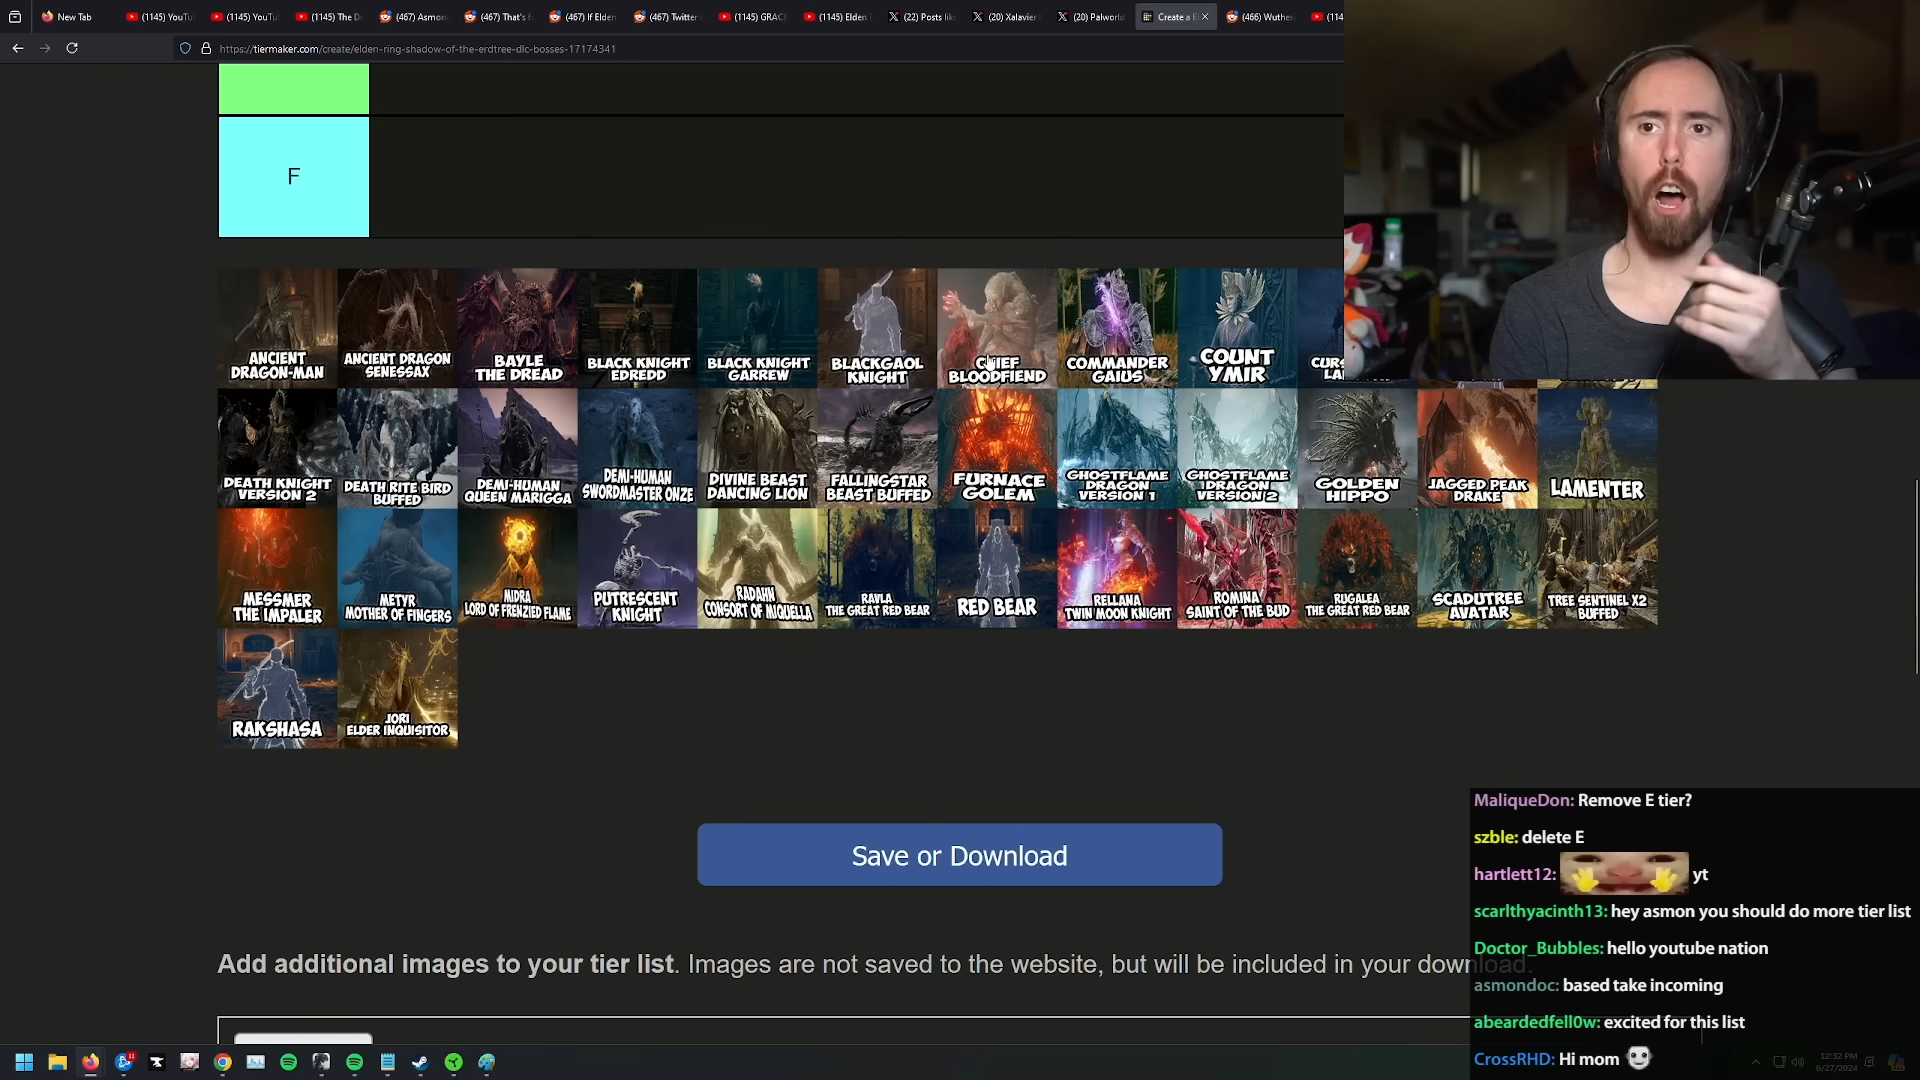 New Tab
(1145) YouTu
(1145) YouTu
(1145) The D
(467) Asmon
(467) That's f
(467) If Elden
(467) Twitter
(1145) GRACE
(1145) Elden
(22) Posts lik
(20) Xalavier
(20) Palworld
Create a E
(466) Wuthe
(114
https://tiermaker.com/create/elden-ring-shadow-of-the-erdtree-dlc-bosses-17174341
F
ANCIENT
DRAGON-MAN
ANCIENT DRAGON
SENESSAX
BAYLE
THE DREAD
BLACK KNIGHT
EDREDD
BLACK KNIGHT
GARREW
BLACKGAOL
KNIGHT
CHIEF
BLOODFIEND
COMMANDER
GAIUS
COUNT
YMIR
CURS
LA
DEATH KNIGHT
VERSION 2
DEATH RITE BIRD
BUFFED
DEMI-HUMAN
QUEEN MARIGGA
DEMI-HUMAN
SWORDMASTER ONZE
DIVINE BEAST
DANCING LION
FALLINGSTAR
BEAST BUFFED
FURNACE
GOLEM
GHOSTFLAME
DRAGON
VERSION 1
GHOSTFLAME
DRAGON
VERSION 2
GOLDEN
HIPPO
JAGGED PEAK
DRAKE
LAMENTER
MESSMER
THE IMPALER
METYR
MOTHER OF FINGERS
MIDRA
LORD OF FRENZIED FLAME
PUTRESCENT
KNIGHT
RADAHN
CONSORT OF MIQUELLA
RAVLA
THE GREAT RED BEAR
RED BEAR
RELLANA
TWIN MOON KNIGHT
ROMINA
SAINT OF THE BUD
RUGALEA
THE GREAT RED BEAR
SCADUTREE
AVATAR
TREE SENTINEL X2
BUFFED
RAKSHASA
JORI
ELDER INQUISITOR
Save or Download
Add additional images to your tier list. Images are not saved to the website, but will be included in your download.
MaliqueDon: Remove E tier?
szble: delete E
hartlett12: yt
scarlthyacinth13: hey asmon you should do more tier list
Doctor_Bubbles: hello youtube nation
asmondoc: based take incoming
abeardedfell0w: excited for this list
CrossRHD: Hi mom
12:32 PM
6/27/2024